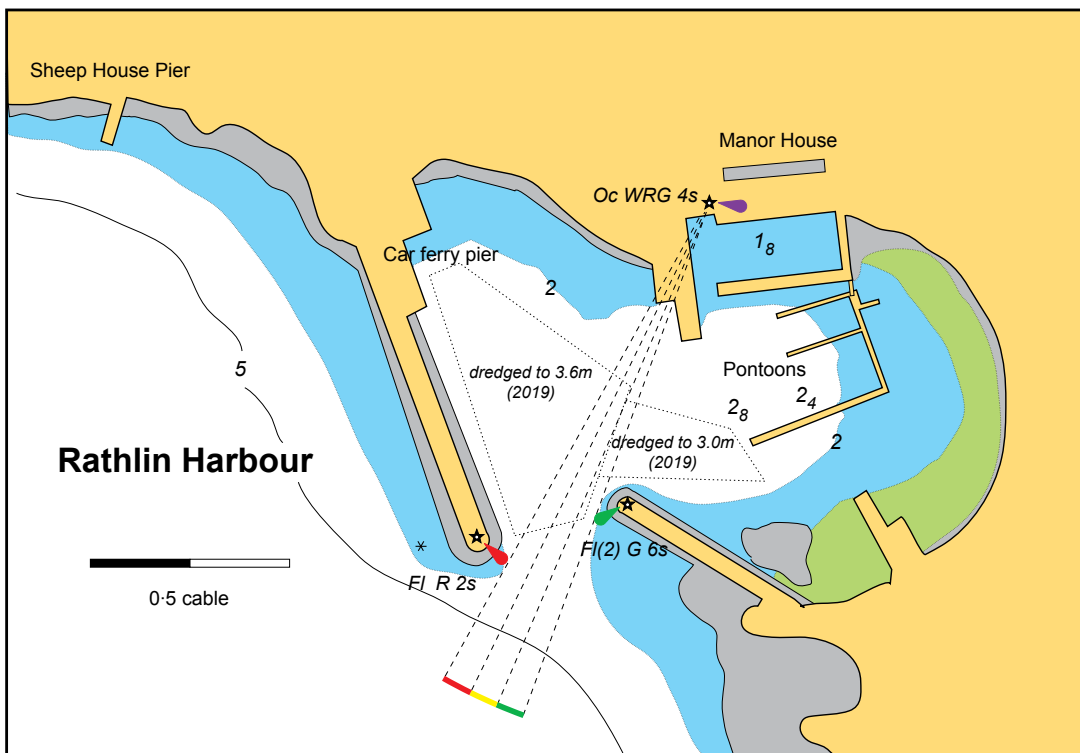 Sheep House Pier
Manor House
Oc WRG 4s
1₈
Car ferry pier
2
5
dredged to 3.6m
(2019)
Pontoons
2₄
2₈
dredged to 3.0m
(2019)
2
Rathlin Harbour
Fl(2) G 6s
Fl R 2s
0·5 cable